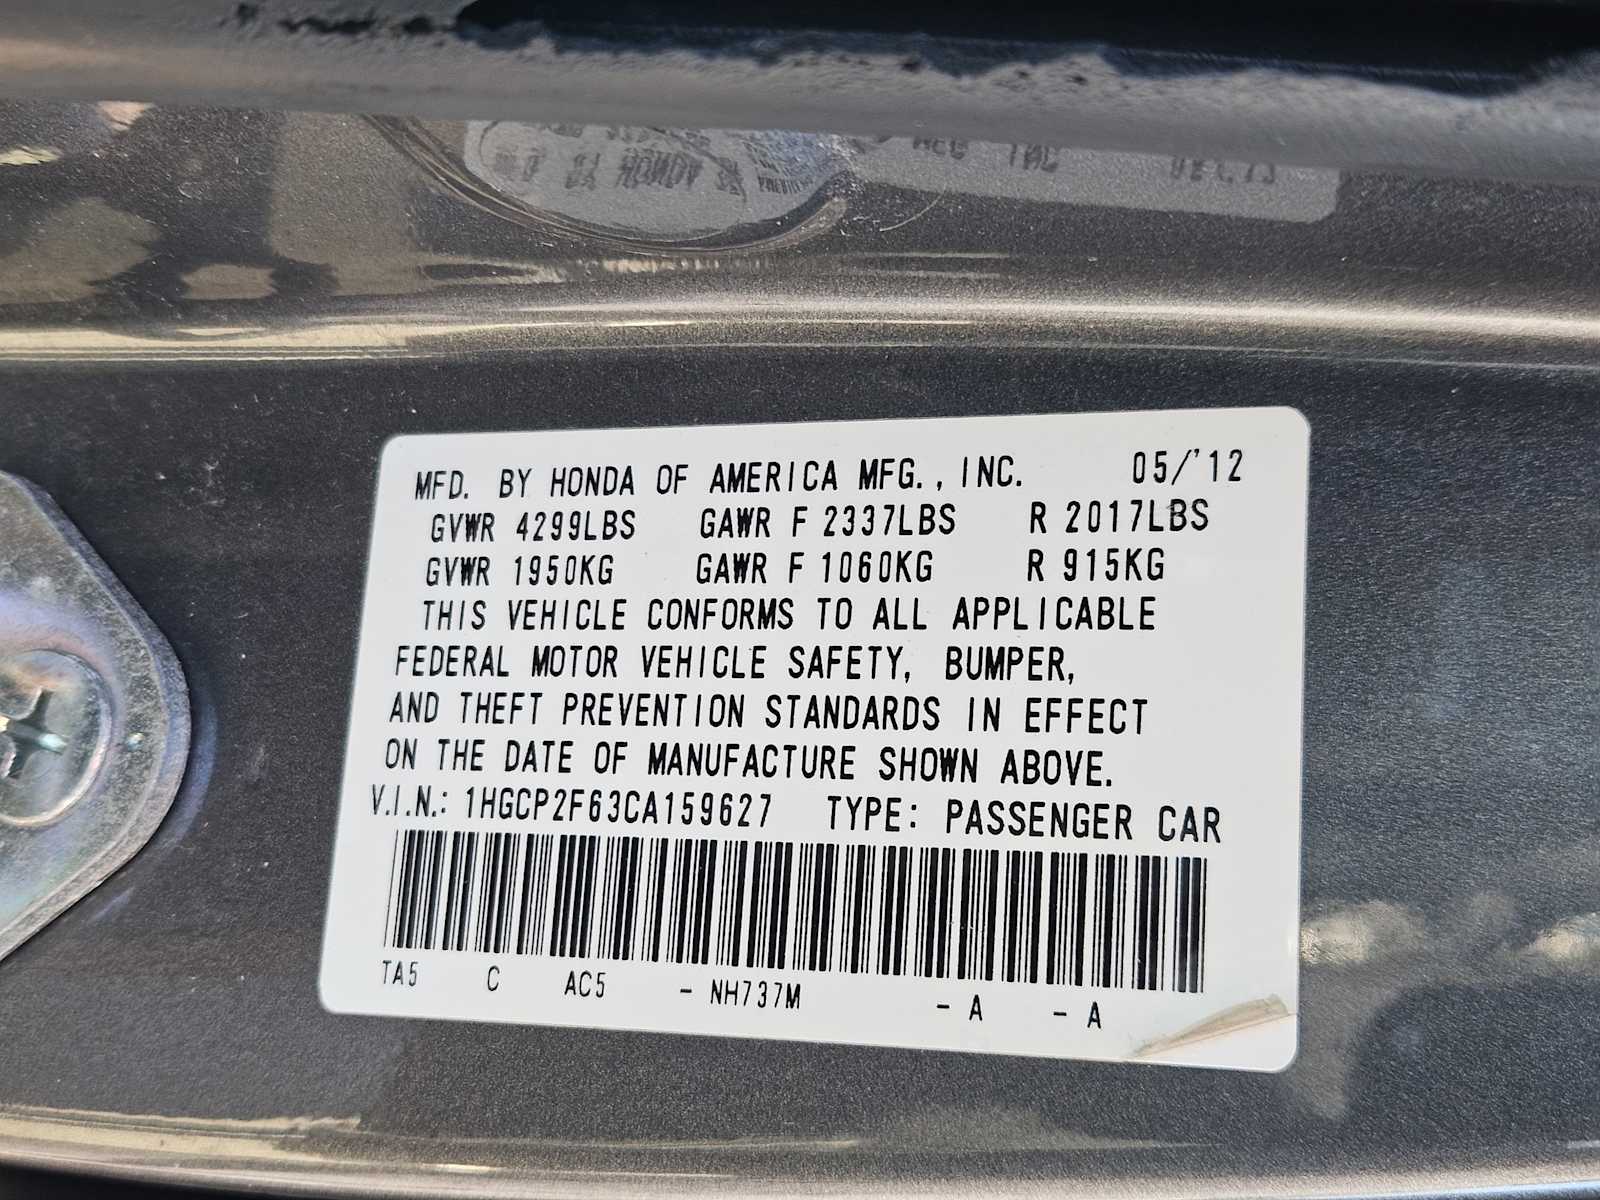 MFD. BY HONDA OF AMERICA MFG., INC. 05/'12
GVWR 4299LBS GAWR F 2337LBS R 2017LBS
GVWR 1950KG GAWR F 1060KG R 915KG
THIS VEHICLE CONFORMS TO ALL APPLICABLE
FEDERAL MOTOR VEHICLE SAFETY, BUMPER,
AND THEFT PREVENTION STANDARDS IN EFFECT
ON THE DATE OF MANUFACTURE SHOWN ABOVE.
V.I.N.: 1HGCP2F63CA159627 TYPE: PASSENGER CAR
TA5 C AC5 - NH737M - A - A